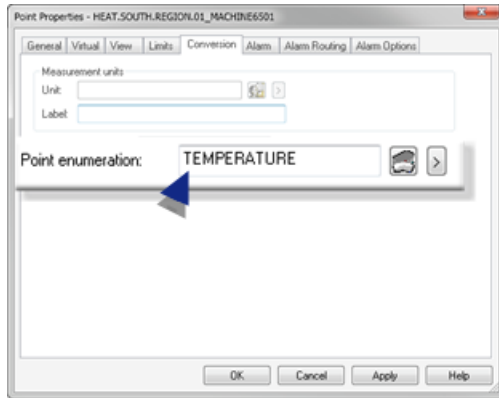 Point Properties - HEAT.SOUTH.REGION.01_MACHINE6501
General Virtual View Limits Conversion Alarm Alarm Routing Alarm Options
Measurement units
Unit:
Label:
Point enumeration: TEMPERATURE >
OK Cancel Apply Help